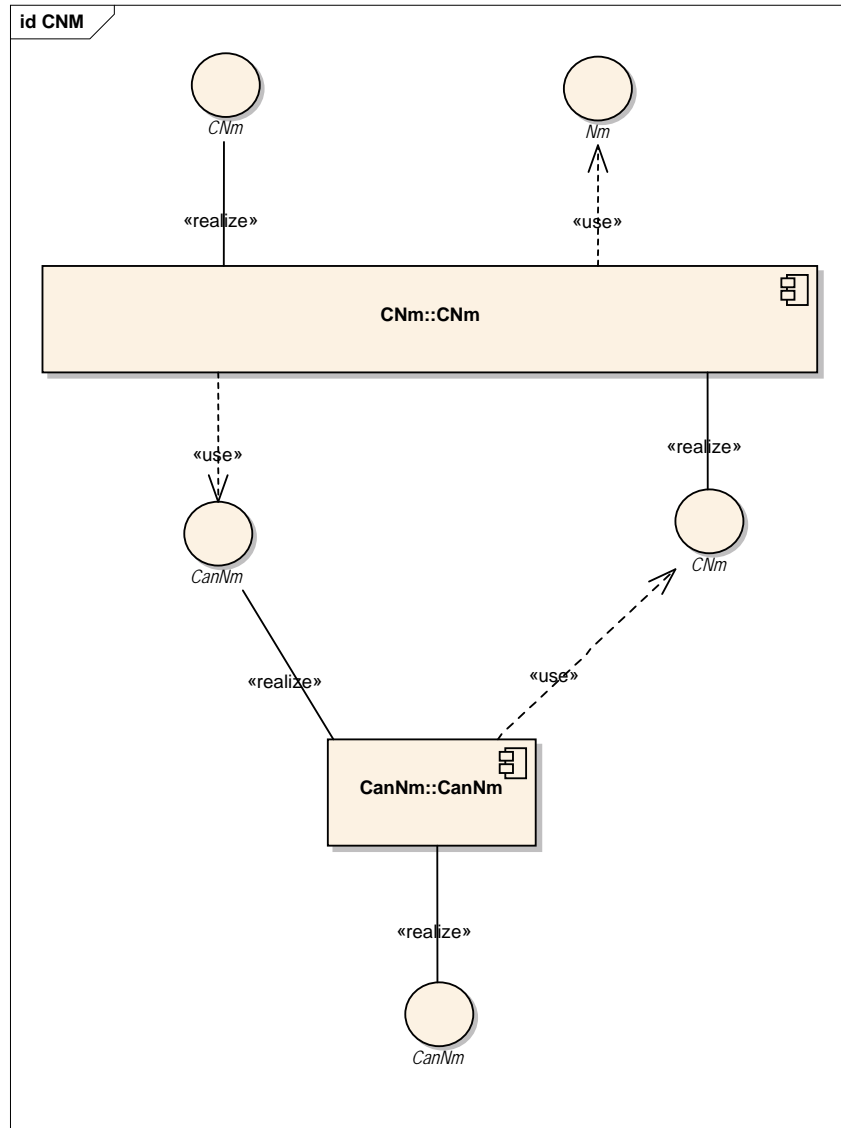 id CNM
CNm
Nm
«realize»
«use»
CNm::CNm
«use»
«realize»
CanNm
CNm
«realize»
«use»
CanNm::CanNm
«realize»
CanNm